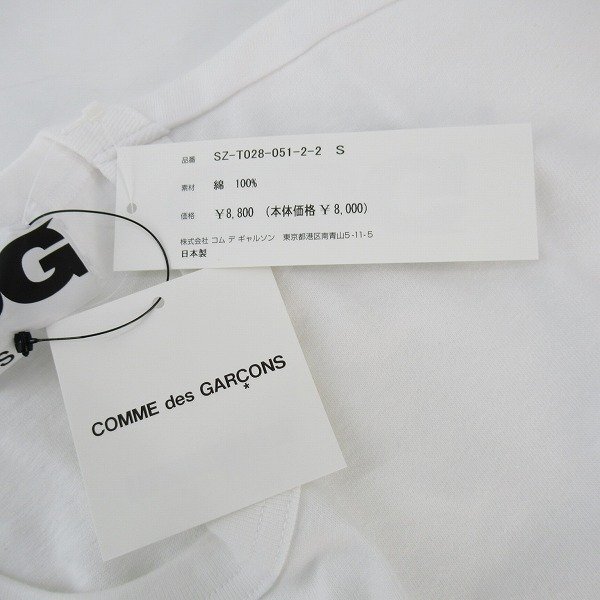 品番 SZ-T028-051-2-2 S
素材 綿 100%
価格 ￥8,800 (本体価格 ￥8,000)
株式会社 コム デ ギャルソン 東京都港区南青山5-11-5
日本製
G
S
COMME des GARÇONS